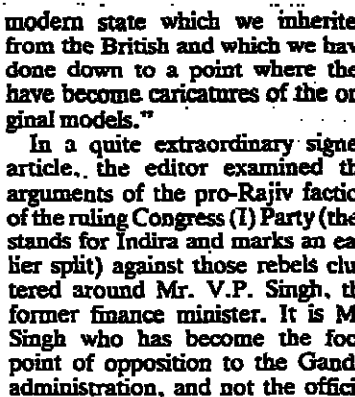 modern state which we inherite
from the British and which we hav
done down to a point where the
have become caricatures of the or
ginal models."
In a quite extraordinary signe
article, the editor examined th
arguments of the pro-Rajiv factio
of the ruling Congress (I) Party (the
stands for Indira and marks an ea
lier split) against those rebels clu
tered around Mr. V.P. Singh, th
former finance minister. It is M
Singh who has become the foc
point of opposition to the Gand
administration, and not the offici